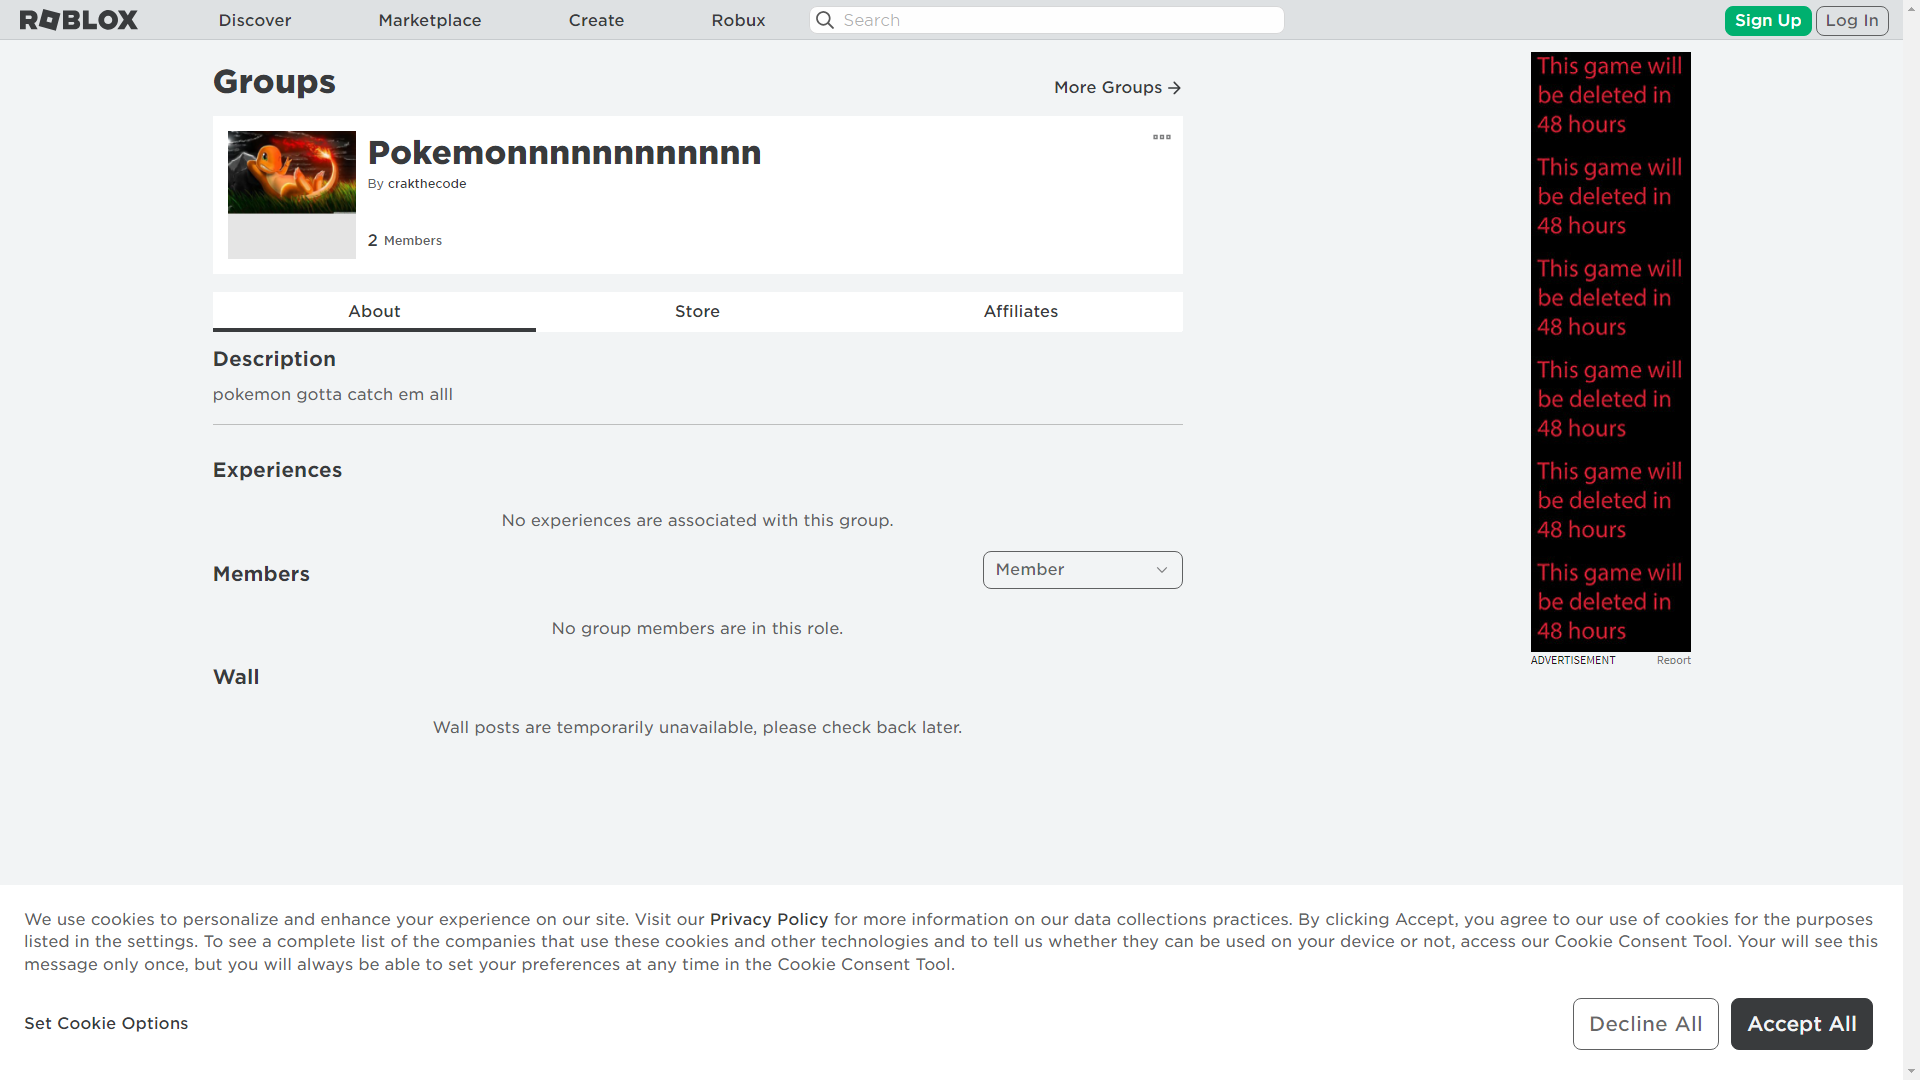 ROBLOX
Discover
Marketplace
Create
Robux
Search
Sign Up
Log In
Groups
More Groups
Pokemonnnnnnnnnnnn
By crakthecode
2 Members
About
Store
Affiliates
Description
pokemon gotta catch em alll
Experiences
No experiences are associated with this group.
Members
Member
No group members are in this role.
Wall
Wall posts are temporarily unavailable, please check back later.
This game will
be deleted in
48 hours
This game will
be deleted in
48 hours
This game will
be deleted in
48 hours
This game will
be deleted in
48 hours
This game will
be deleted in
48 hours
This game will
be deleted in
48 hours
ADVERTISEMENT
Report
We use cookies to personalize and enhance your experience on our site. Visit our Privacy Policy for more information on our data collections practices. By clicking Accept, you agree to our use of cookies for the purposes
listed in the settings. To see a complete list of the companies that use these cookies and other technologies and to tell us whether they can be used on your device or not, access our Cookie Consent Tool. Your will see this
message only once, but you will always be able to set your preferences at any time in the Cookie Consent Tool.
Set Cookie Options
Decline All
Accept All